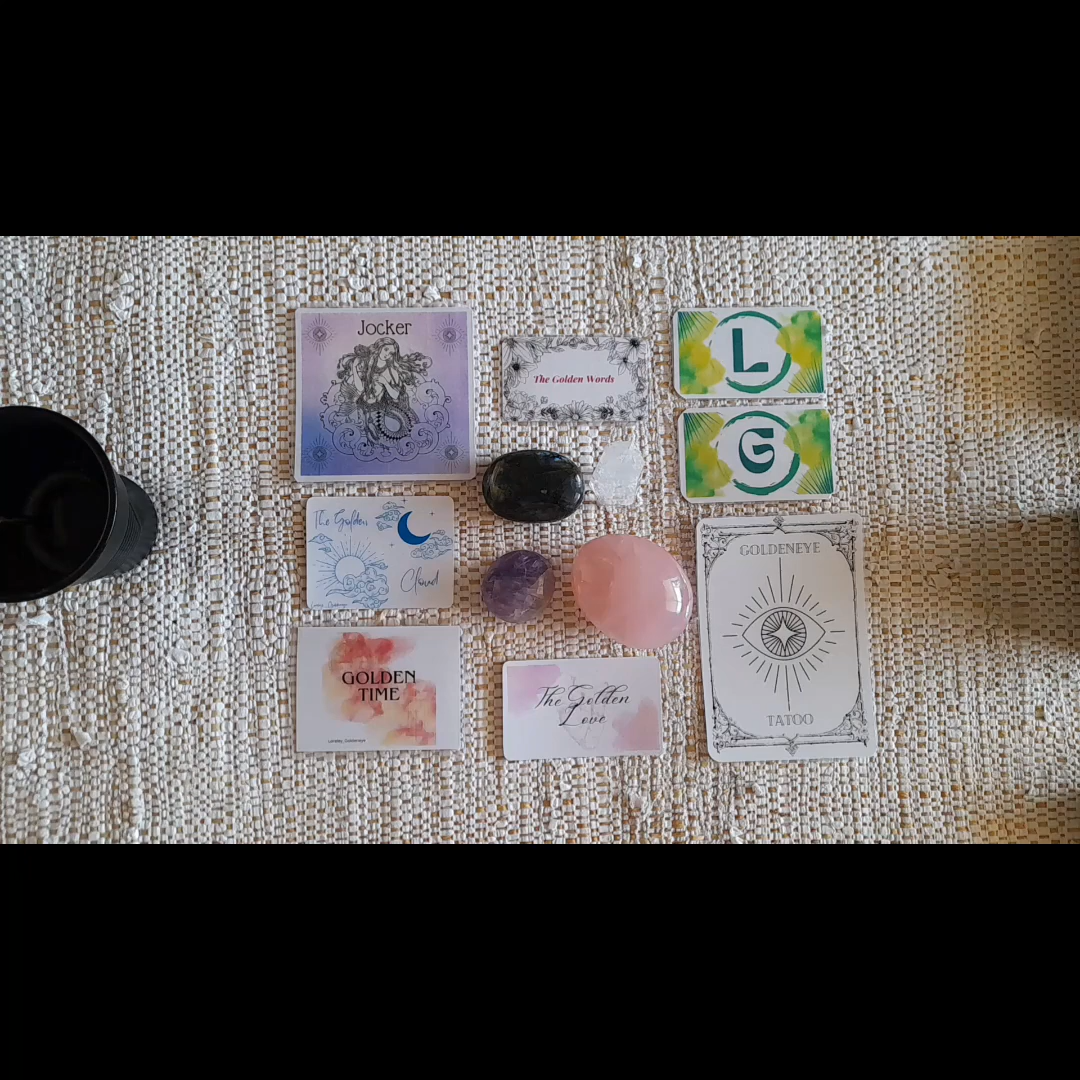 Jocker
The Golden Words
L
G
The Golden
Cloud
GOLDENEYE
TATOO
GOLDEN
TIME
The Golden
Love